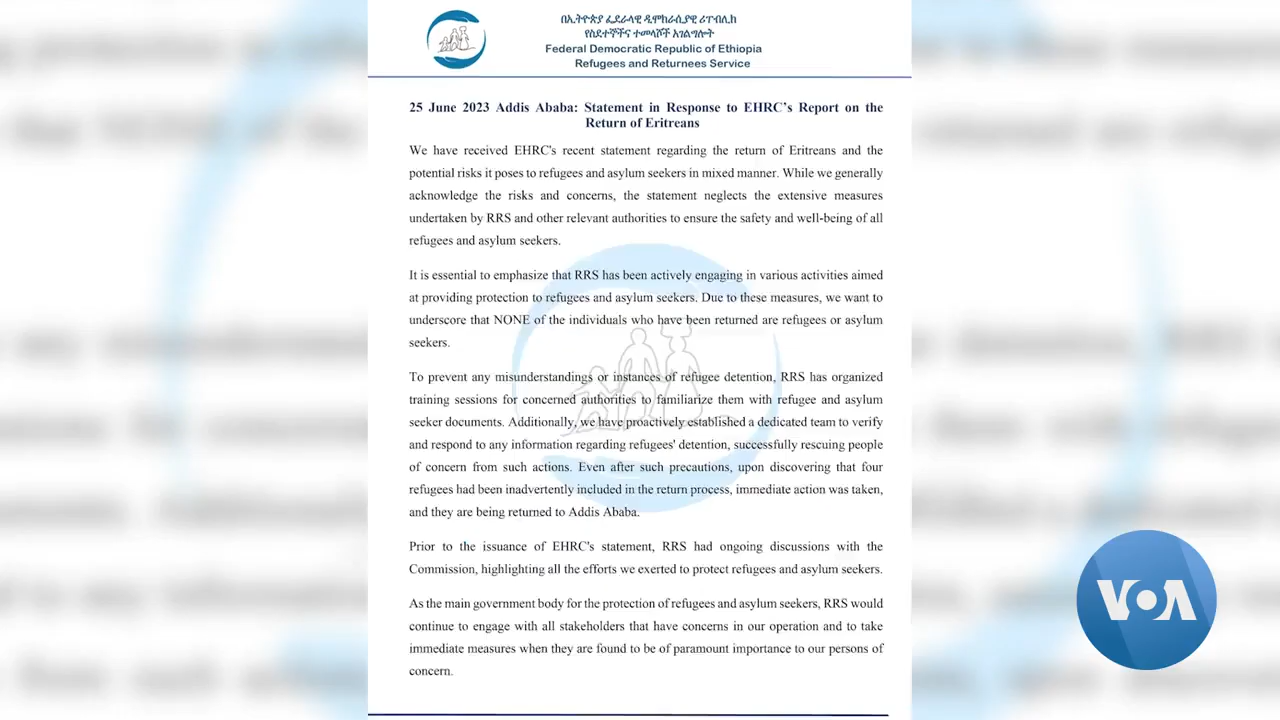 በኢትዮጵያ ፌደራላዊ ዲሞክራሲያዊ ሪፐብሊክ
የስደተኞችና ተመላሾች አገልግሎት
Federal Democratic Republic of Ethiopia
Refugees and Returnees Service
25 June 2023 Addis Ababa: Statement in Response to EHRC's Report on the
Return of Eritreans
We have received EHRC's recent statement regarding the return of Eritreans and the
potential risks it poses to refugees and asylum seekers in mixed manner. While we generally
acknowledge the risks and concerns, the statement neglects the extensive measures
undertaken by RRS and other relevant authorities to ensure the safety and well-being of all
refugees and asylum seekers.
It is essential to emphasize that RRS has been actively engaging in various activities aimed
at providing protection to refugees and asylum seekers. Due to these measures, we want to
underscore that NONE of the individuals who have been returned are refugees or asylum
seekers.
To prevent any misunderstandings or instances of refugee detention, RRS has organized
training sessions for concerned authorities to familiarize them with refugee and asylum
seeker documents. Additionally, we have proactively established a dedicated team to verify
and respond to any information regarding refugees' detention, successfully rescuing people
of concern from such actions. Even after such precautions, upon discovering that four
refugees had been inadvertently included in the return process, immediate action was taken,
and they are being returned to Addis Ababa.
Prior to the issuance of EHRC's statement, RRS had ongoing discussions with the
Commission, highlighting all the efforts we exerted to protect refugees and asylum seekers.
As the main government body for the protection of refugees and asylum seekers, RRS would
continue to engage with all stakeholders that have concerns in our operation and to take
immediate measures when they are found to be of paramount importance to our persons of
concern.
VOA